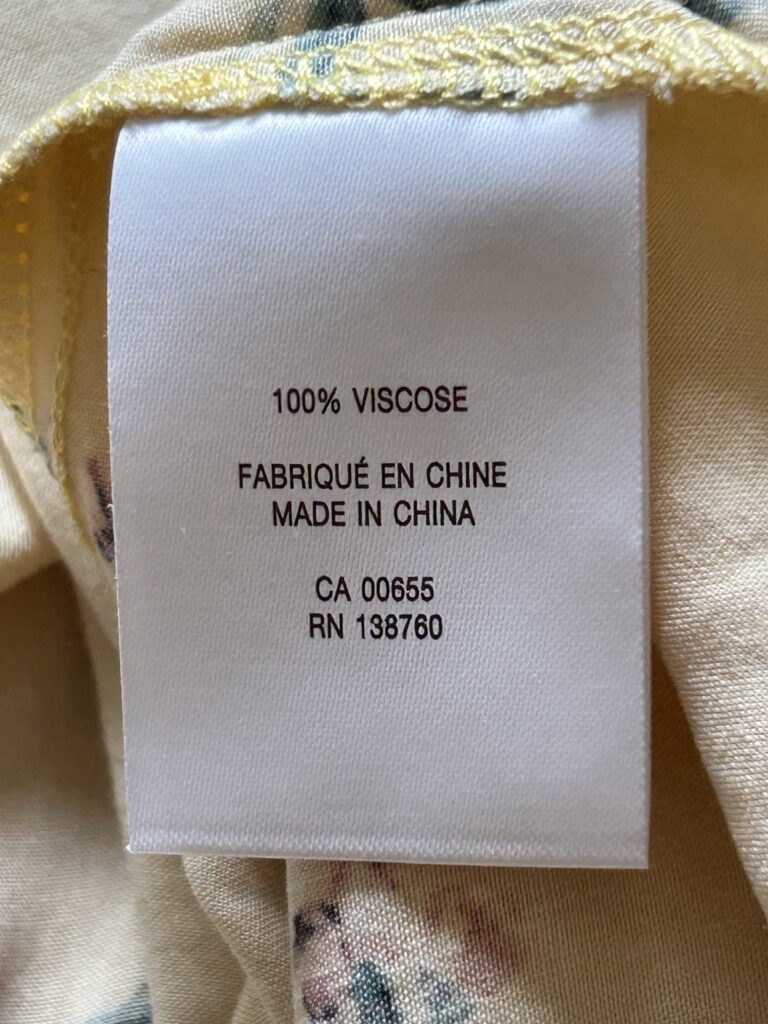 100% VISCOSE
FABRIQUÉ EN CHINE
MADE IN CHINA
CA 00655
RN 138760